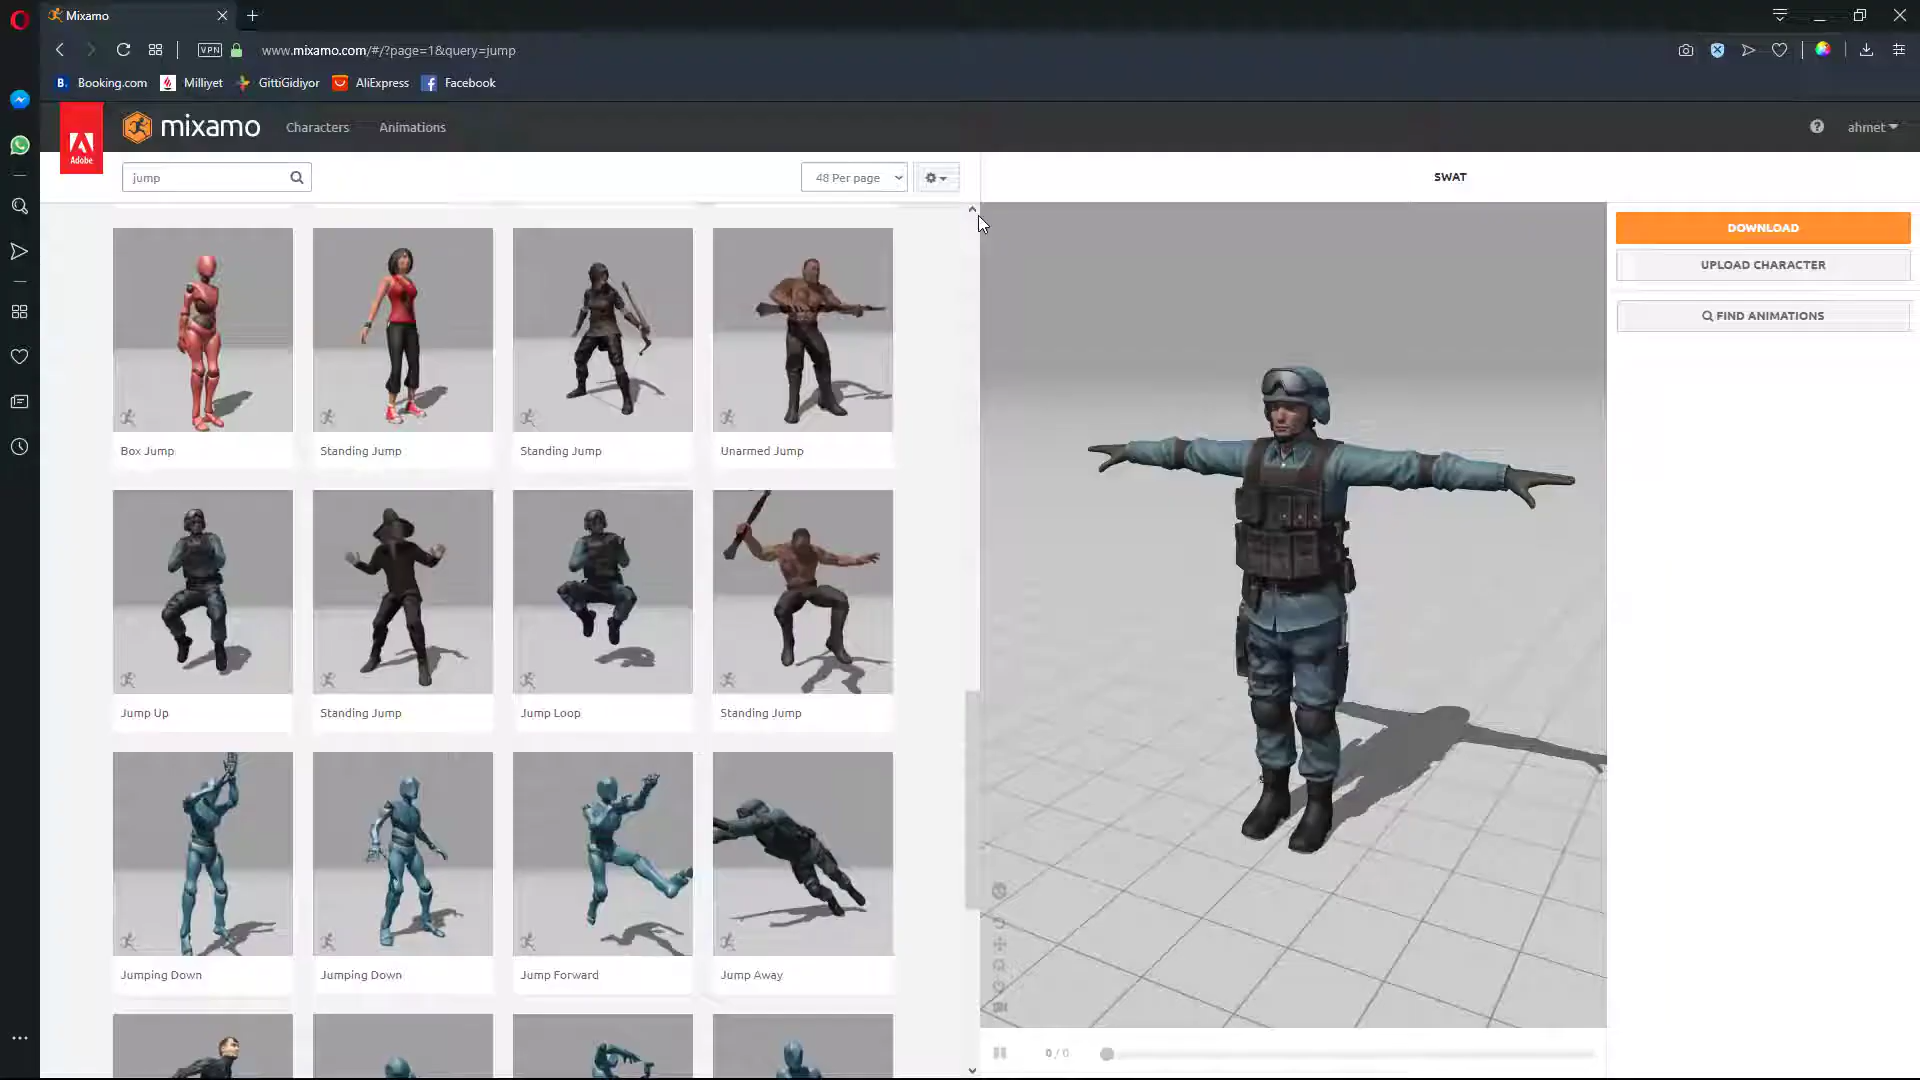 Mixamo
VPN
www.mixamo.com/#/?page=1&query=jump
B. Booking.com
Milliyet
GittiGidiyor
AliExpress
Facebook
Adobe
mixamo
Characters
Animations
ahmet
jump
48 Per page
SWAT
DOWNLOAD
UPLOAD CHARACTER
FIND ANIMATIONS
Box Jump
Standing Jump
Standing Jump
Unarmed Jump
Jump Up
Standing Jump
Jump Loop
Standing Jump
Jumping Down
Jumping Down
Jump Forward
Jump Away
0 / 0